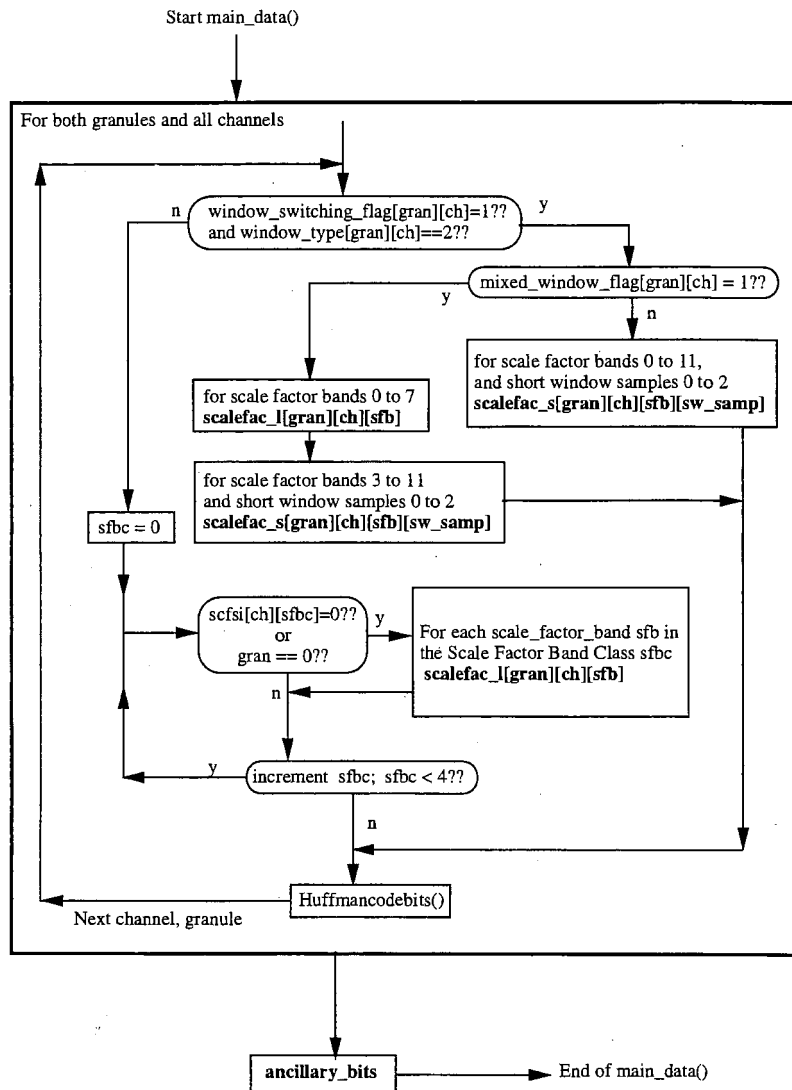 Start main_data()
For both granules and all channels
n
window_switching_flag[gran][ch]=1??
and window_type[gran][ch]==2??
y
mixed_window_flag[gran][ch] = 1??
y
n
for scale factor bands 0 to 11,
and short window samples 0 to 2
scalefac_s[gran][ch][sfb][sw_samp]
for scale factor bands 0 to 7
scalefac_l[gran][ch][sfb]
for scale factor bands 3 to 11
and short window samples 0 to 2
scalefac_s[gran][ch][sfb][sw_samp]
sfbc = 0
scfsi[ch][sfbc]=0??
or
gran == 0??
y
For each scale_factor_band sfb in
the Scale Factor Band Class sfbc
scalefac_l[gran][ch][sfb]
n
y
increment sfbc; sfbc < 4??
n
Huffmancodebits()
Next channel, granule
ancillary_bits
End of main_data()